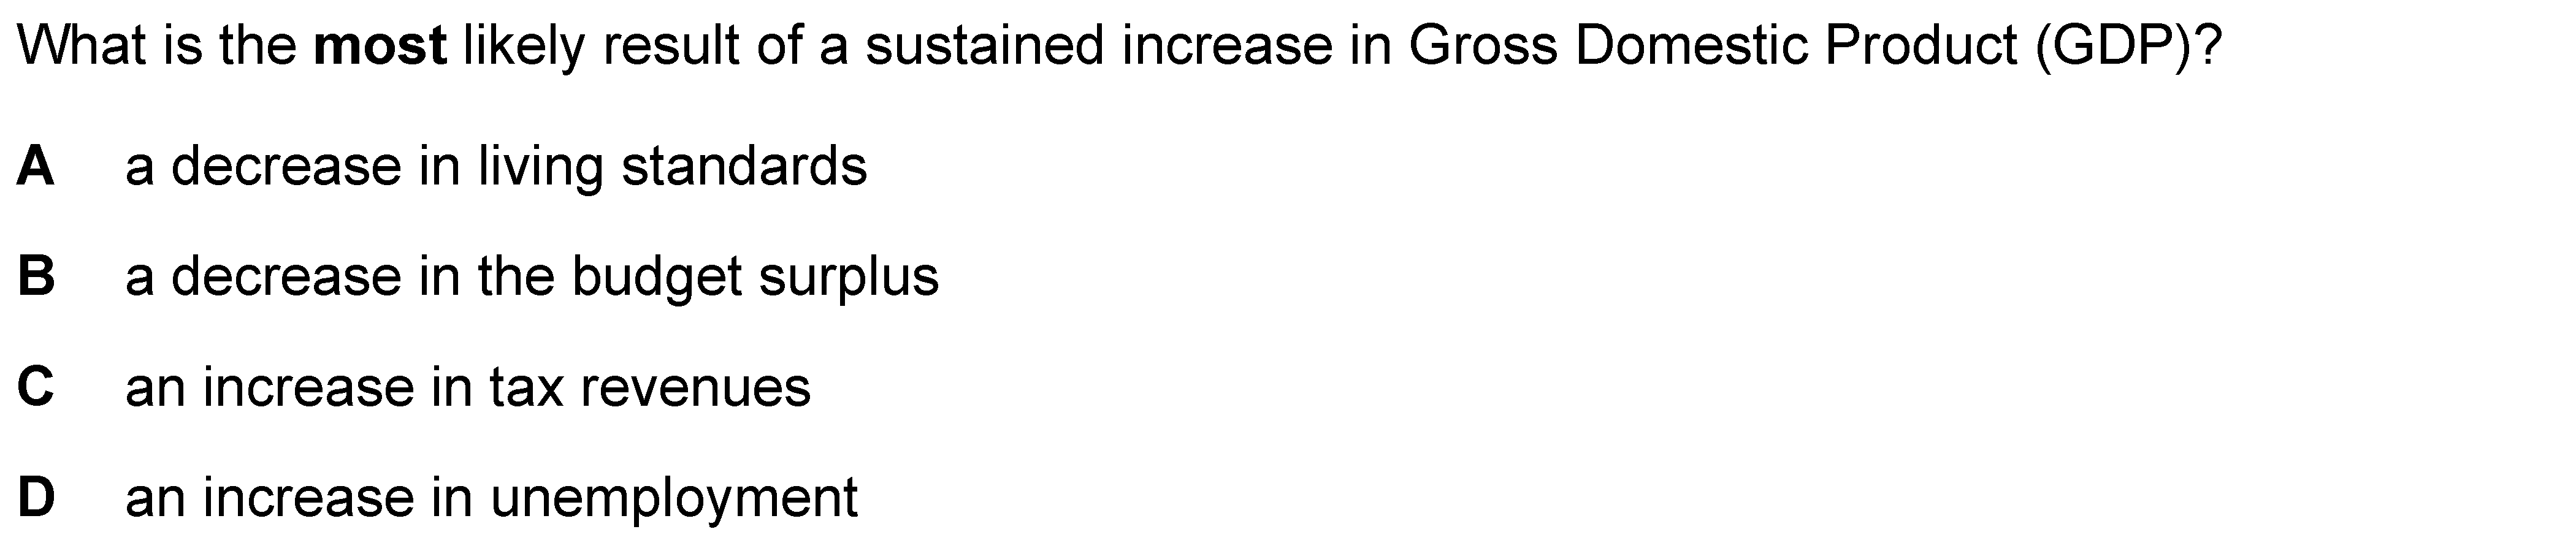 What is the most likely result of a sustained increase in Gross Domestic Product (GDP)?
A a decrease in living standards
B a decrease in the budget surplus
C an increase in tax revenues
D an increase in unemployment